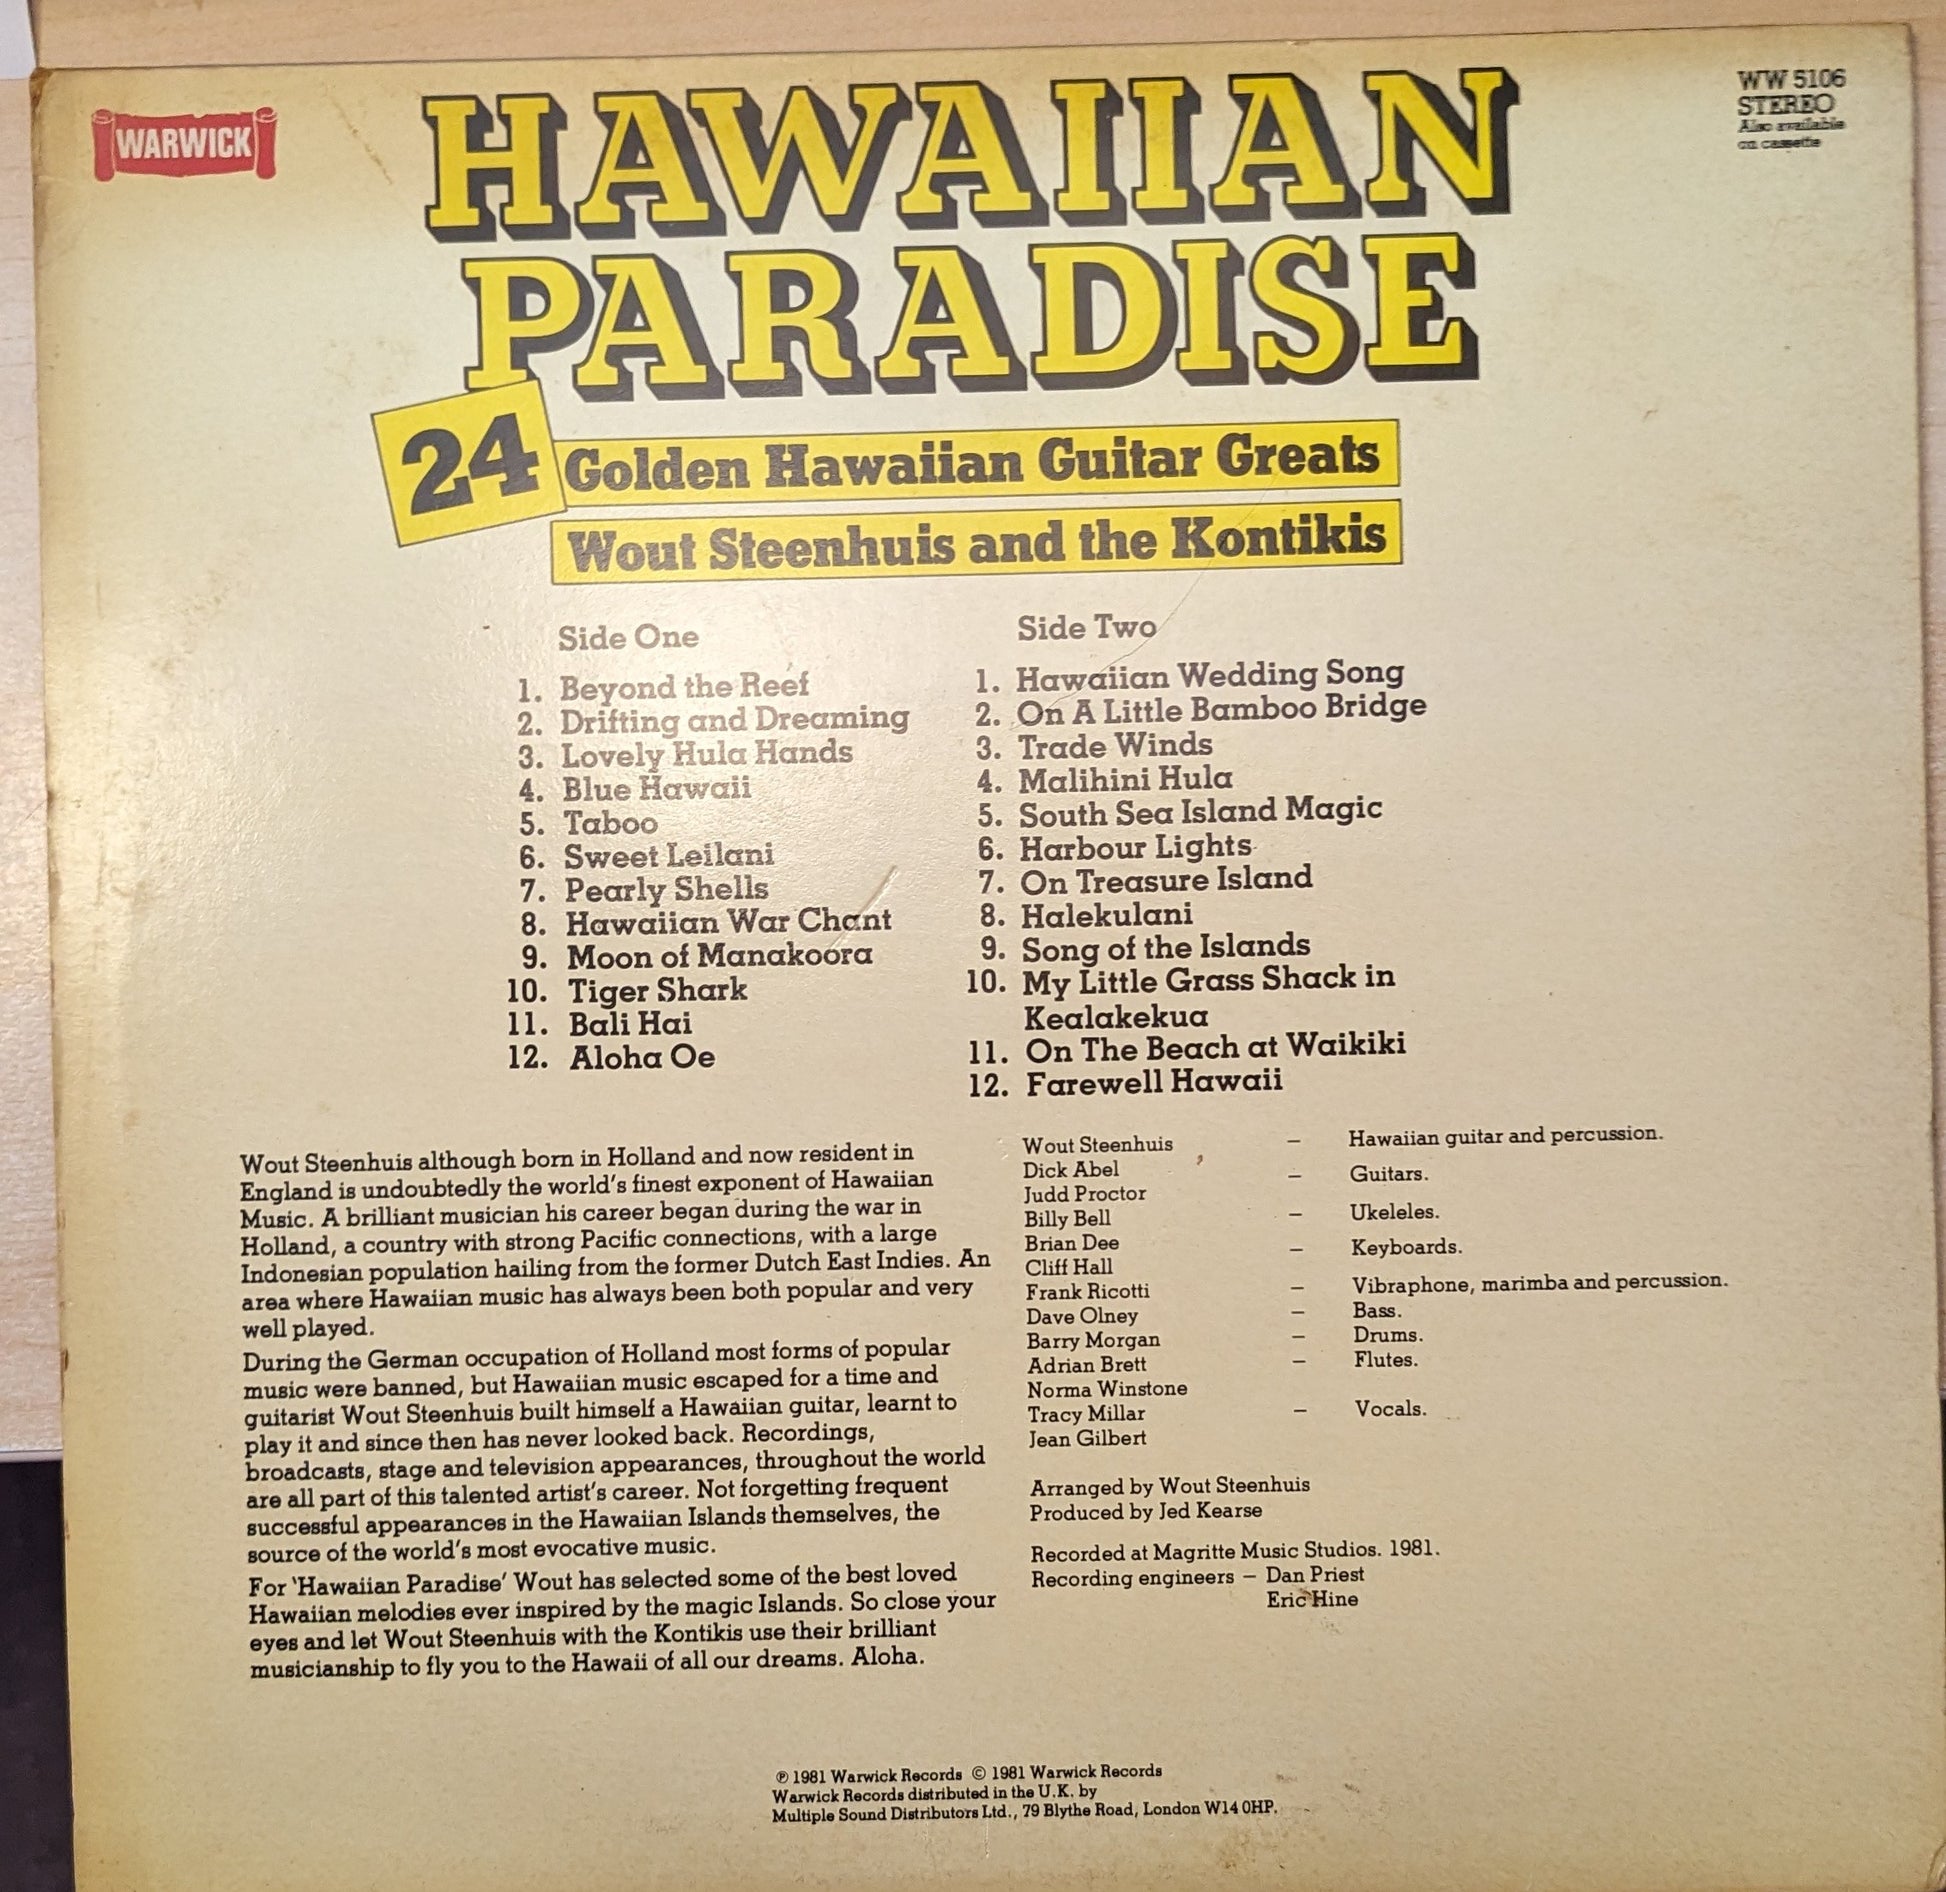 WARWICK
HAWAIIAN
PARADISE
WW 5106
STEREO
Also available
on cassette
24
Golden Hawaiian Guitar Greats
Wout Steenhuis and the Kontikis
Side One
1. Beyond the Reef
2. Drifting and Dreaming
3. Lovely Hula Hands
4. Blue Hawaii
5. Taboo
6. Sweet Leilani
7. Pearly Shells
8. Hawaiian War Chant
9. Moon of Manakoora
10. Tiger Shark
11. Bali Hai
12. Aloha Oe
Side Two
1. Hawaiian Wedding Song
2. On A Little Bamboo Bridge
3. Trade Winds
4. Malihini Hula
5. South Sea Island Magic
6. Harbour Lights
7. On Treasure Island
8. Halekulani
9. Song of the Islands
10. My Little Grass Shack in
Kealakekua
11. On The Beach at Waikiki
12. Farewell Hawaii
Wout Steenhuis although born in Holland and now resident in
England is undoubtedly the world's finest exponent of Hawaiian
Music. A brilliant musician his career began during the war in
Holland, a country with strong Pacific connections, with a large
Indonesian population hailing from the former Dutch East Indies. An
area where Hawaiian music has always been both popular and very
well played.
During the German occupation of Holland most forms of popular
music were banned, but Hawaiian music escaped for a time and
guitarist Wout Steenhuis built himself a Hawaiian guitar, learnt to
play it and since then has never looked back. Recordings,
broadcasts, stage and television appearances, throughout the world
are all part of this talented artist's career. Not forgetting frequent
successful appearances in the Hawaiian Islands themselves, the
source of the world's most evocative music.
For 'Hawaiian Paradise' Wout has selected some of the best loved
Hawaiian melodies ever inspired by the magic Islands. So close your
eyes and let Wout Steenhuis with the Kontikis use their brilliant
musicianship to fly you to the Hawaii of all our dreams. Aloha.
Wout Steenhuis – Hawaiian guitar and percussion.
Dick Abel – Guitars.
Judd Proctor
Billy Bell – Ukeleles.
Brian Dee – Keyboards.
Cliff Hall
Frank Ricotti – Vibraphone, marimba and percussion.
Dave Olney – Bass.
Barry Morgan – Drums.
Adrian Brett – Flutes.
Norma Winstone
Tracy Millar – Vocals.
Jean Gilbert
Arranged by Wout Steenhuis
Produced by Jed Kearse
Recorded at Magritte Music Studios. 1981.
Recording engineers – Dan Priest
Eric Hine
℗ 1981 Warwick Records © 1981 Warwick Records
Warwick Records distributed in the U.K. by
Multiple Sound Distributors Ltd., 79 Blythe Road, London W14 0HP.